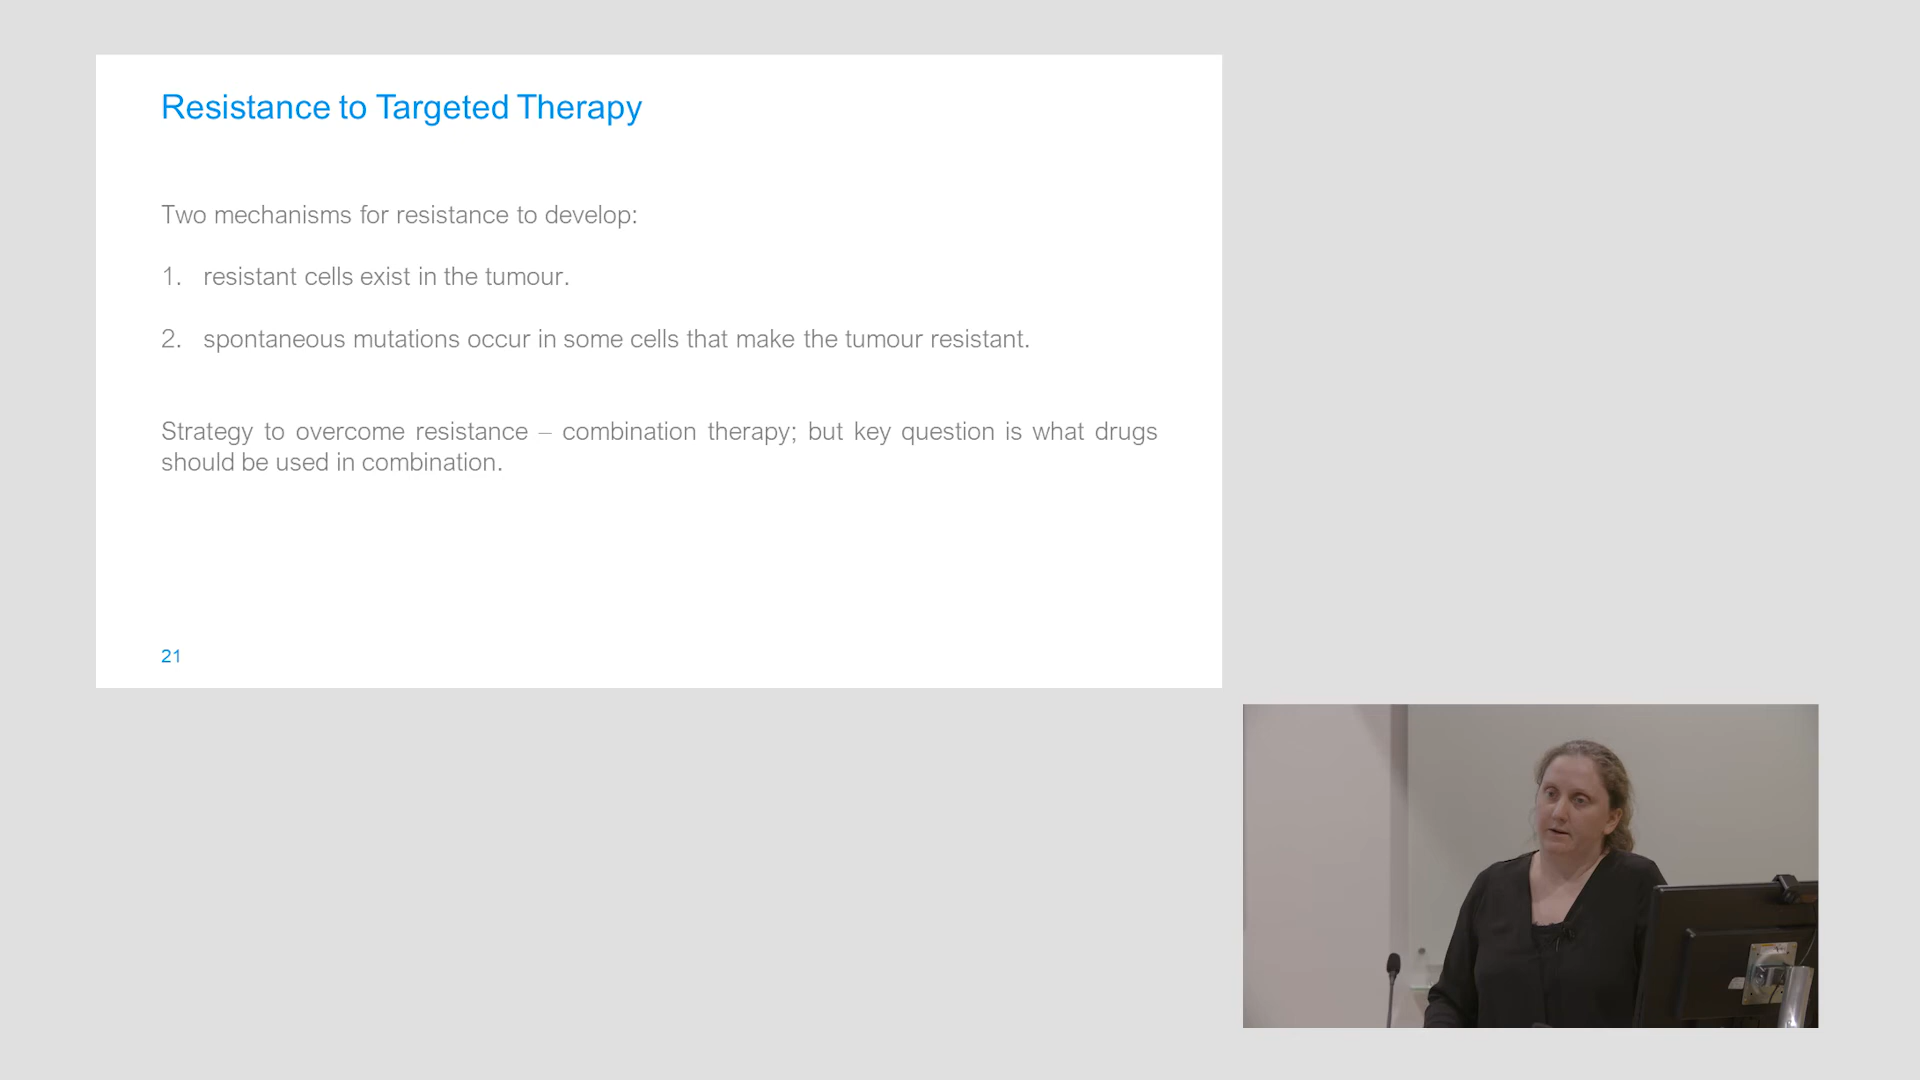 Resistance to Targeted Therapy
Two mechanisms for resistance to develop:
1. resistant cells exist in the tumour.
2. spontaneous mutations occur in some cells that make the tumour resistant.
Strategy to overcome resistance – combination therapy; but key question is what drugs
should be used in combination.
21